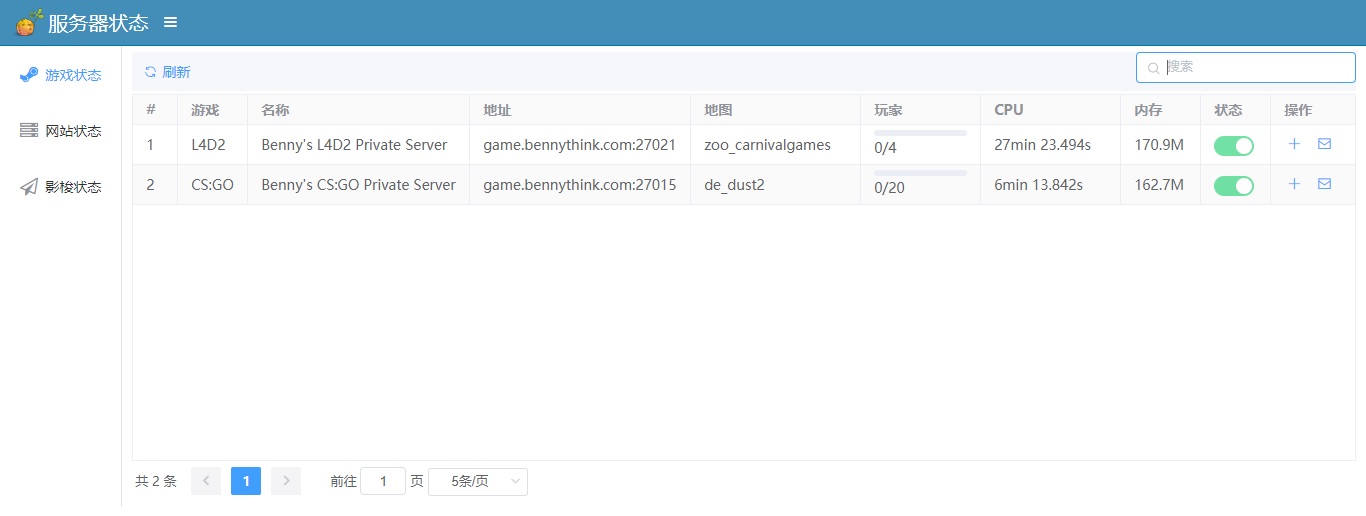 服务器状态
游戏状态
网站状态
影梭状态
刷新
搜索
# 游戏 名称 地址 地图 玩家 CPU 内存 状态 操作
1 L4D2 Benny's L4D2 Private Server game.bennythink.com:27021 zoo_carnivalgames 0/4 27min 23.494s 170.9M
2 CS:GO Benny's CS:GO Private Server game.bennythink.com:27015 de_dust2 0/20 6min 13.842s 162.7M
共 2 条 1 前往 1 页 5条/页